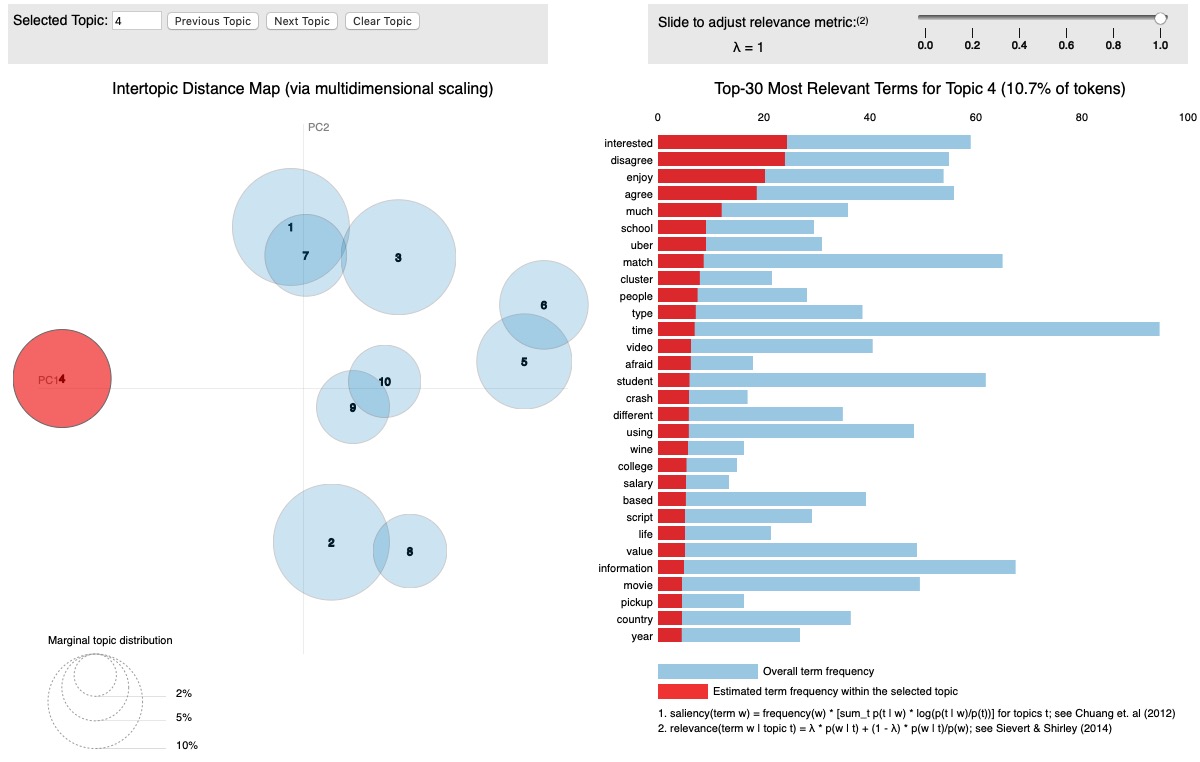 Selected Topic: 4 Previous Topic Next Topic Clear Topic
Slide to adjust relevance metric:(2)
λ = 1
0.0 0.2 0.4 0.6 0.8 1.0
Intertopic Distance Map (via multidimensional scaling)
PC2
PC1
1
7
3
6
5
4
10
9
2
8
Marginal topic distribution
2%
5%
10%
Top-30 Most Relevant Terms for Topic 4 (10.7% of tokens)
0 20 40 60 80 100
interested
disagree
enjoy
agree
much
school
uber
match
cluster
people
type
time
video
afraid
student
crash
different
using
wine
college
salary
based
script
life
value
information
movie
pickup
country
year
Overall term frequency
Estimated term frequency within the selected topic
1. saliency(term w) = frequency(w) * [sum_t p(t | w) * log(p(t | w)/p(t))] for topics t; see Chuang et. al (2012)
2. relevance(term w | topic t) = λ * p(w | t) + (1 - λ) * p(w | t)/p(w); see Sievert & Shirley (2014)